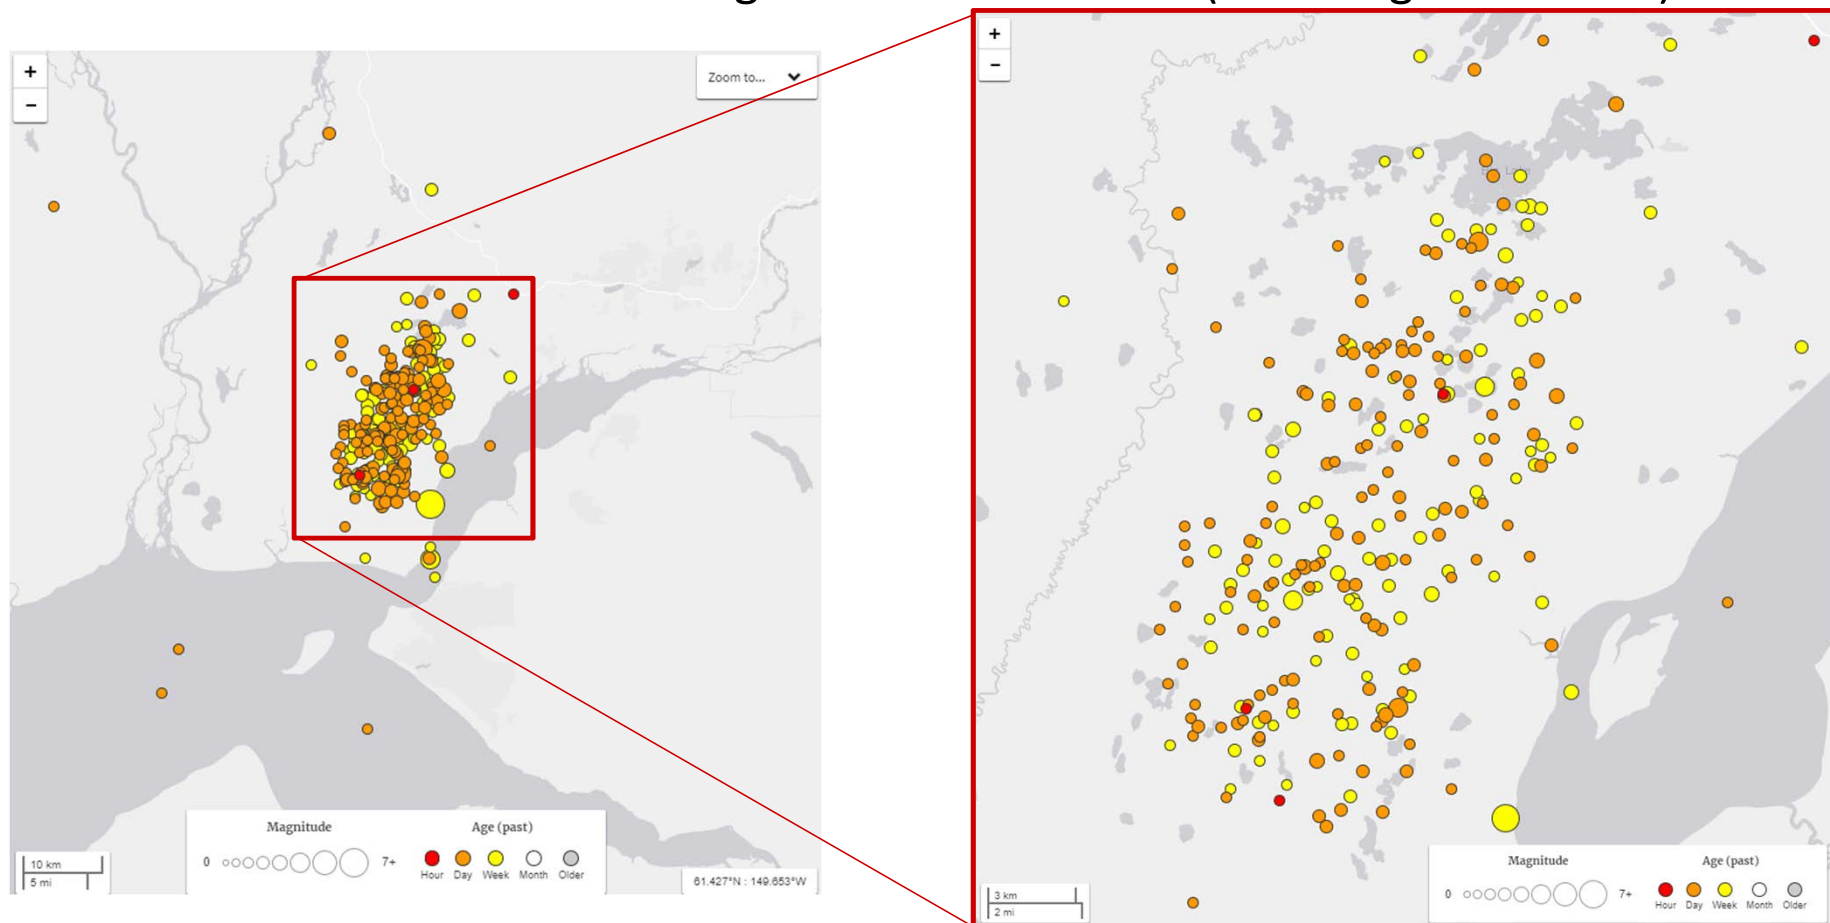 +
−
Zoom to...
Magnitude
Age (past)
0
7+
Hour
Day
Week
Month
Older
10 km
5 mi
61.427°N : 149.653°W
+
−
Magnitude
Age (past)
0
7+
Hour
Day
Week
Month
Older
3 km
2 mi